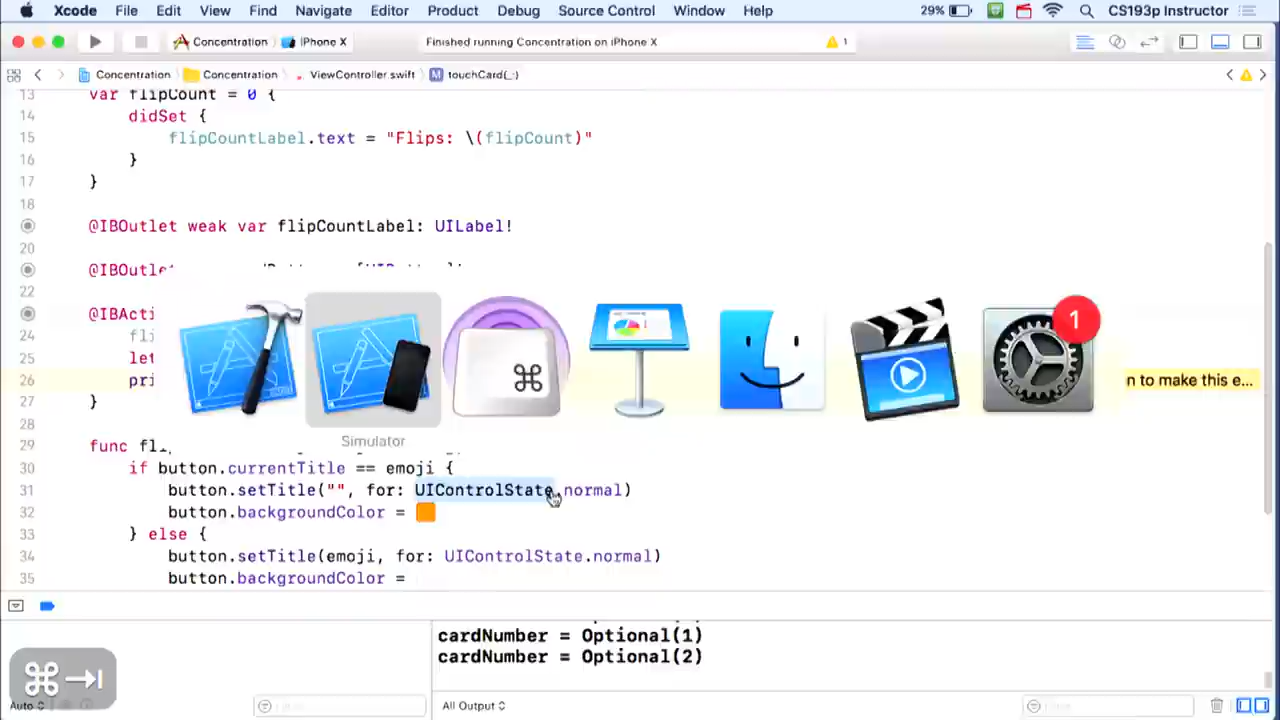 Xcode File Edit View Find Navigate Editor Product Debug Source Control Window Help 29% CS193p Instructor
Concentration iPhone X Finished running Concentration on iPhone X 1
Concentration Concentration ViewController.swift M touchCard(_:)
13 var flipCount = 0 {
14 didSet {
15 flipCountLabel.text = "Flips: \(flipCount)"
16 }
17 }
18
@IBOutlet weak var flipCountLabel: UILabel!
20
@IBOutle
22
@IBActi
24 fli
25 let
26 pri n to make this e...
27 }
28
29 func fl
30 if button.currentTitle == emoji {
31 button.setTitle("", for: UIControlState.normal)
32 button.backgroundColor =
33 } else {
34 button.setTitle(emoji, for: UIControlState.normal)
35 button.backgroundColor =
1
Simulator
cardNumber = Optional(1)
cardNumber = Optional(2)
⌘ ⇥
Auto All Output